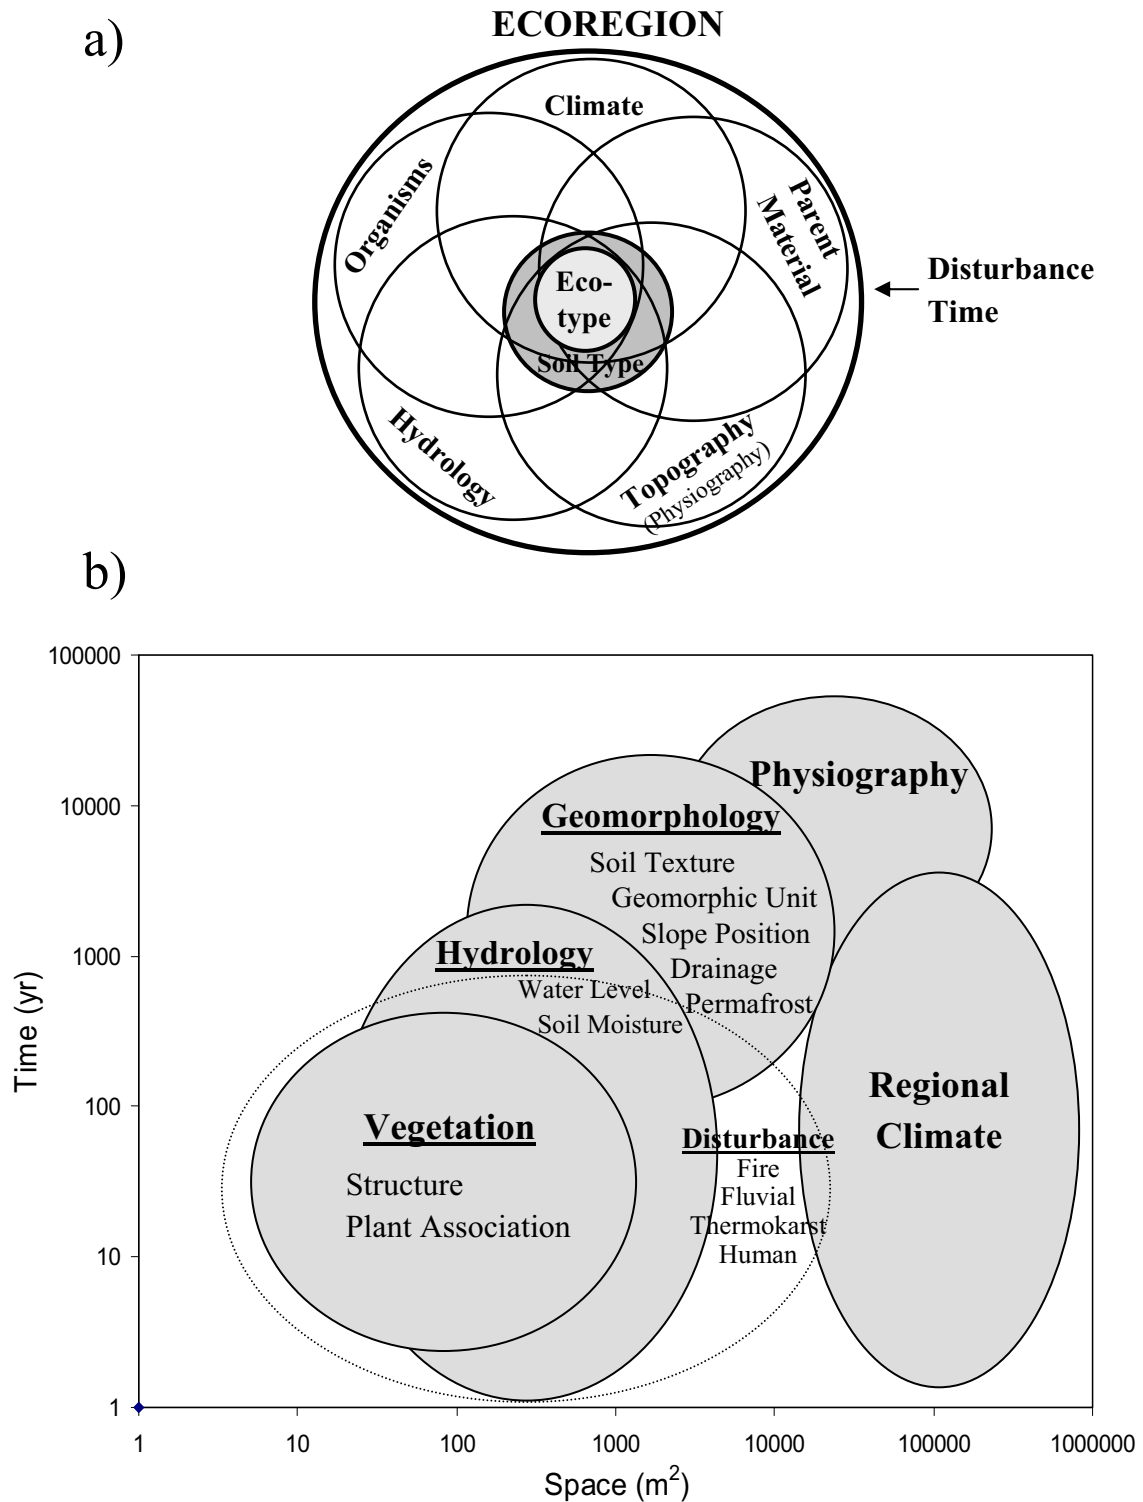 a)
ECOREGION
Climate
Organisms
Parent
Material
Disturbance
Time
Eco-
type
Soil Type
Hydrology
Topography
(Physiography)
b)
100000
10000
1000
100
10
1
Time (yr)
Physiography
Geomorphology
Soil Texture
Geomorphic Unit
Slope Position
Drainage
Permafrost
Hydrology
Water Level
Soil Moisture
Regional
Climate
Vegetation
Structure
Plant Association
Disturbance
Fire
Fluvial
Thermokarst
Human
1 10 100 1000 10000 100000 1000000
Space (m²)